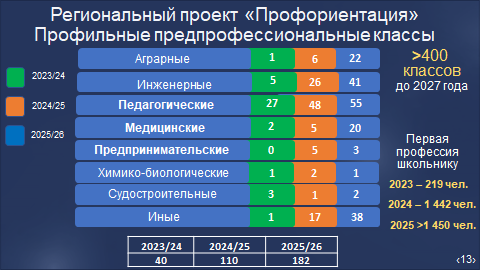 Региональный проект «Профориентация»
Профильные предпрофессиональные классы
2023/24
2024/25
2025/26
Аграрные 1 6 22
Инженерные 5 26 41
Педагогические 27 48 55
Медицинские 2 5 20
Предпринимательские 0 5 3
Химико-биологические 1 2 1
Судостроительные 3 1 2
Иные 1 17 38
>400
классов
до 2027 года
Первая
профессия
школьнику
2023 – 219 чел.
2024 – 1 442 чел.
2025 >1 450 чел.
2023/24 2024/25 2025/26
40 110 182
‹13›